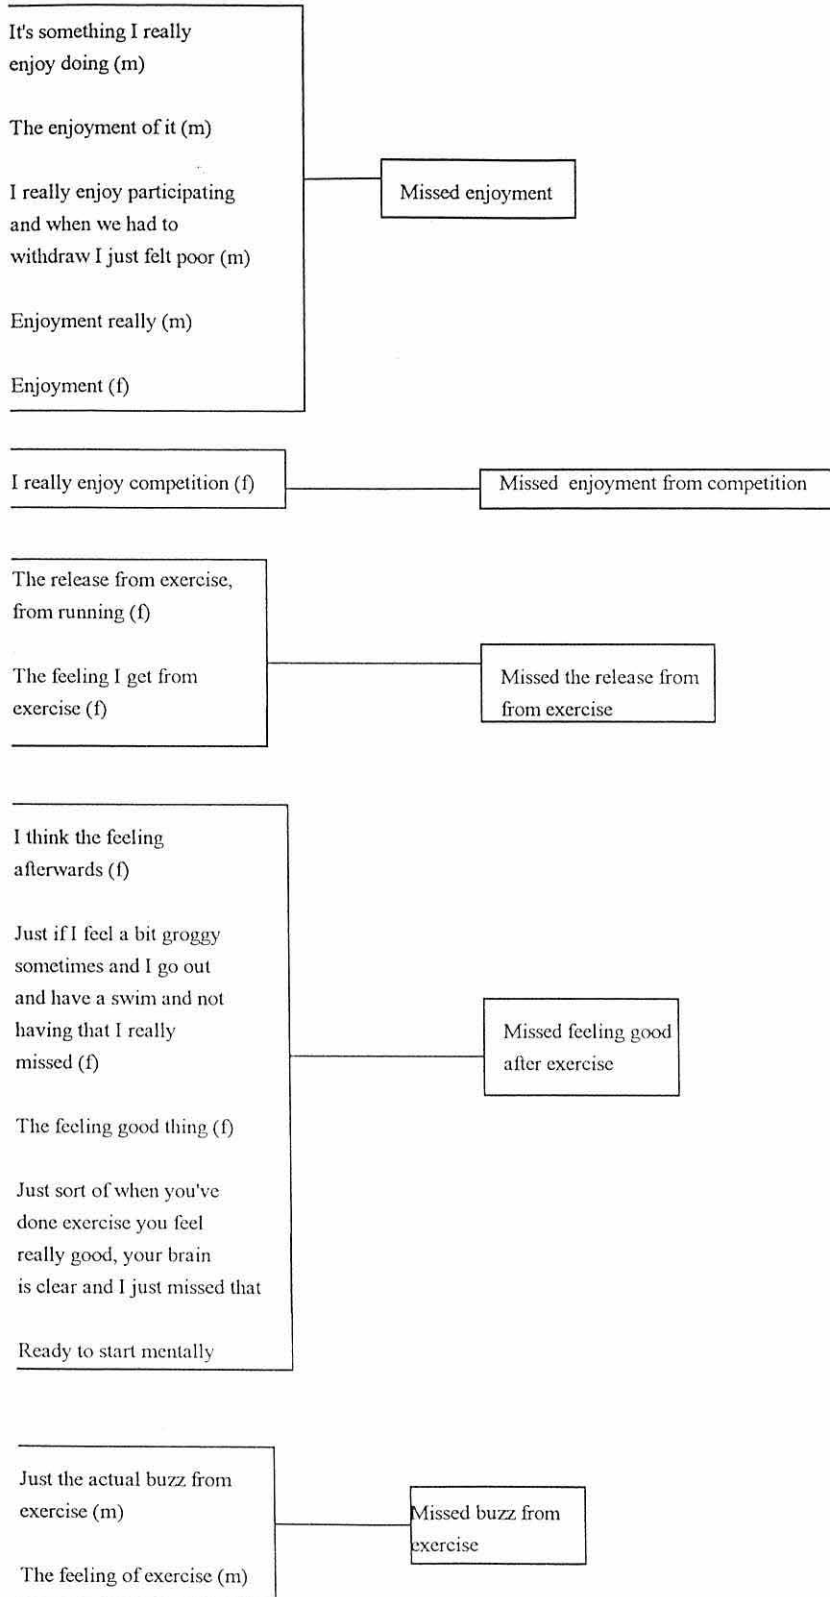 It's something I really
enjoy doing (m)
The enjoyment of it (m)
I really enjoy participating
and when we had to
withdraw I just felt poor (m)
Enjoyment really (m)
Enjoyment (f)
Missed enjoyment
I really enjoy competition (f)
Missed enjoyment from competition
The release from exercise,
from running (f)
The feeling I get from
exercise (f)
Missed the release from
from exercise
I think the feeling
afterwards (f)
Just if I feel a bit groggy
sometimes and I go out
and have a swim and not
having that I really
missed (f)
The feeling good thing (f)
Just sort of when you've
done exercise you feel
really good, your brain
is clear and I just missed that
Ready to start mentally
Missed feeling good
after exercise
Just the actual buzz from
exercise (m)
The feeling of exercise (m)
Missed buzz from
exercise